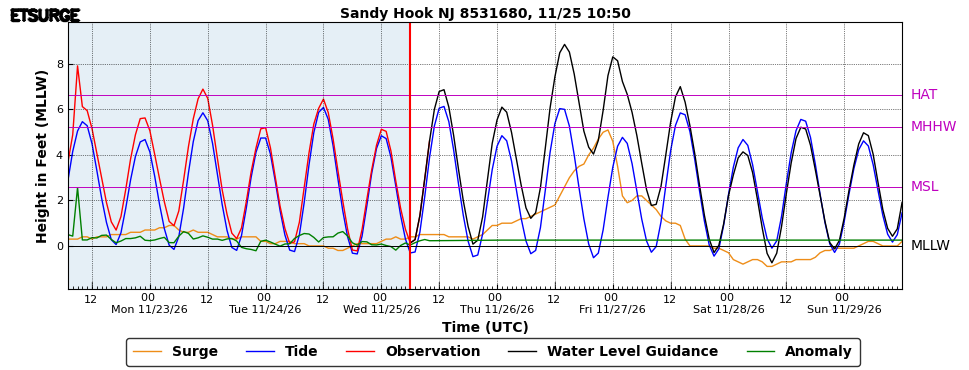 ETSURGE
Sandy Hook NJ 8531680, 11/25 10:50
Height in Feet (MLLW)
8
6
4
2
0
HAT
MHHW
MSL
MLLW
12 00 12 00 12 00 12 00 12 00 12 00 12 00
Mon 11/23/26 Tue 11/24/26 Wed 11/25/26 Thu 11/26/26 Fri 11/27/26 Sat 11/28/26 Sun 11/29/26
Time (UTC)
Surge Tide Observation Water Level Guidance Anomaly